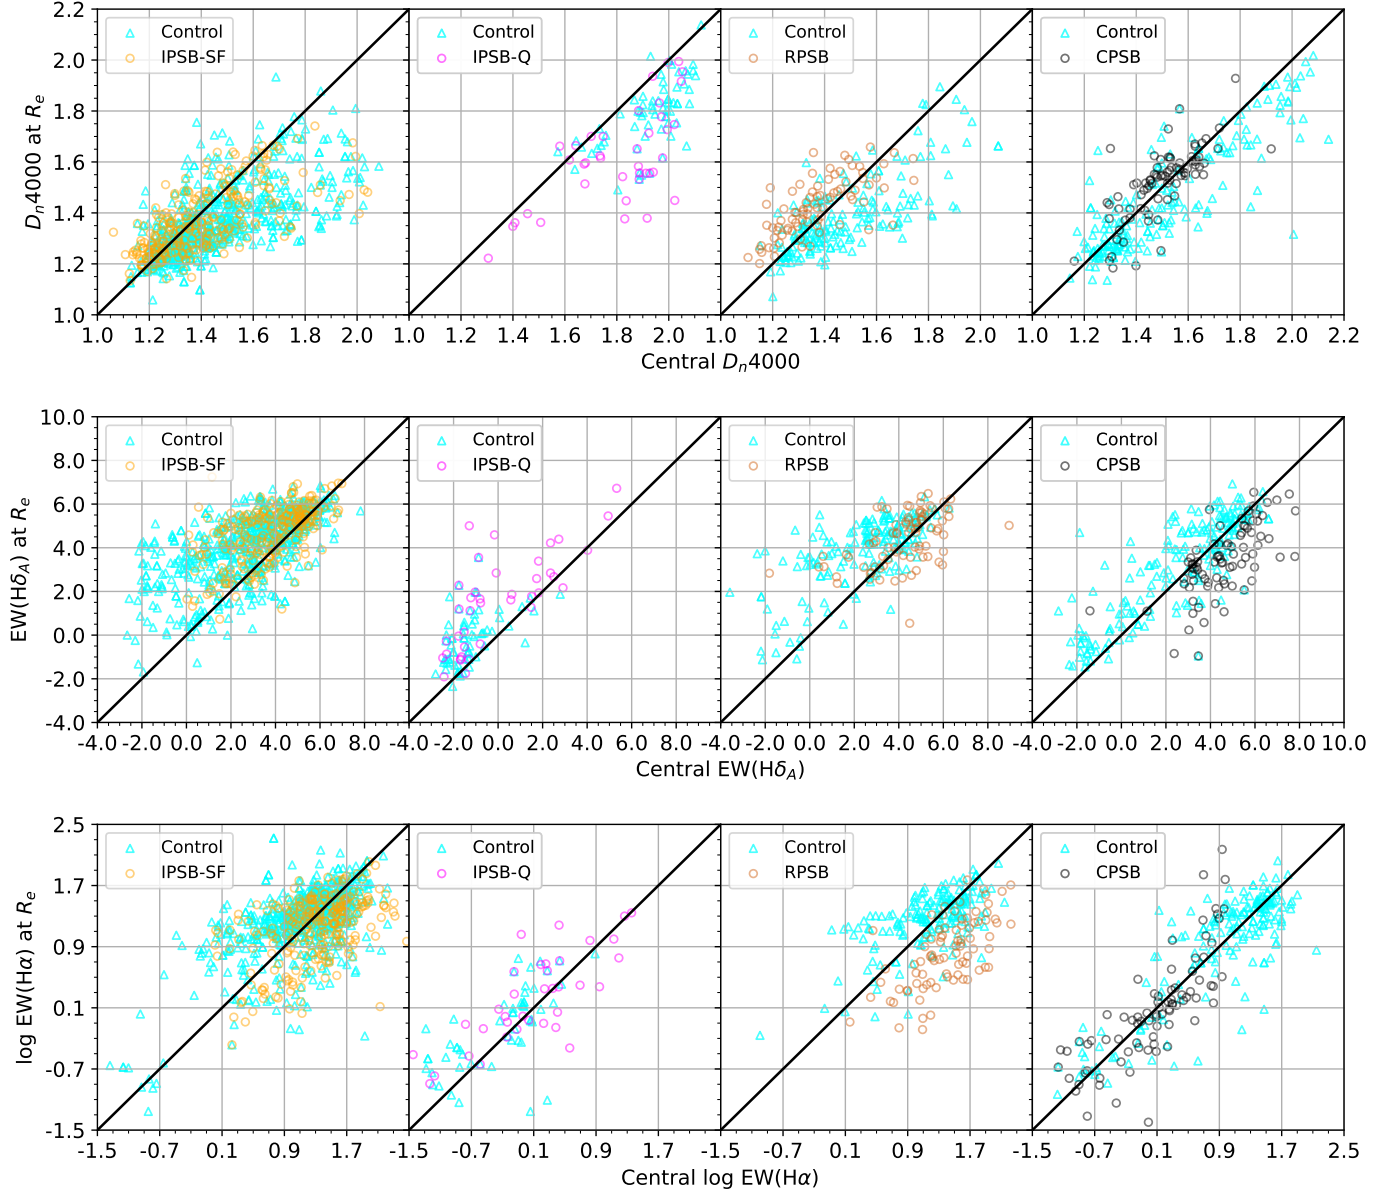 2.2
2.0
1.8
1.6
1.4
1.2
1.0
Dn4000 at Re
Control
IPSB-SF
Control
IPSB-Q
Control
RPSB
Control
CPSB
1.0 1.2 1.4 1.6 1.8 2.0 1.0 1.2 1.4 1.6 1.8 2.0 1.0 1.2 1.4 1.6 1.8 2.0 1.0 1.2 1.4 1.6 1.8 2.0 2.2
Central Dn4000
10.0
8.0
6.0
4.0
2.0
0.0
-2.0
-4.0
EW(HδA) at Re
Control
IPSB-SF
Control
IPSB-Q
Control
RPSB
Control
CPSB
-4.0 -2.0 0.0 2.0 4.0 6.0 8.0 -4.0 -2.0 0.0 2.0 4.0 6.0 8.0 -4.0 -2.0 0.0 2.0 4.0 6.0 8.0 -4.0 -2.0 0.0 2.0 4.0 6.0 8.0 10.0
Central EW(HδA)
2.5
1.7
0.9
0.1
-0.7
-1.5
log EW(Hα) at Re
Control
IPSB-SF
Control
IPSB-Q
Control
RPSB
Control
CPSB
-1.5 -0.7 0.1 0.9 1.7 -1.5 -0.7 0.1 0.9 1.7 -1.5 -0.7 0.1 0.9 1.7 -1.5 -0.7 0.1 0.9 1.7 2.5
Central log EW(Hα)